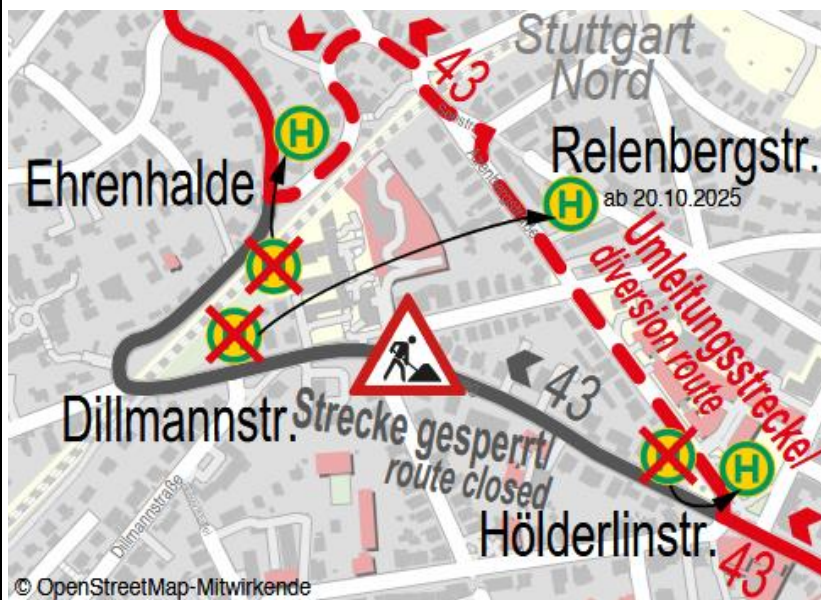 Stuttgart
Nord
43
H
Ehrenhalde
Relenbergstr.
ab 20.10.2025
H
Umleitungsstrecke/
diversion route
43
Dillmannstr.
Strecke gesperrt/
route closed
H
Dillmannstraße
Hölderlinstr.
43
© OpenStreetMap-Mitwirkende